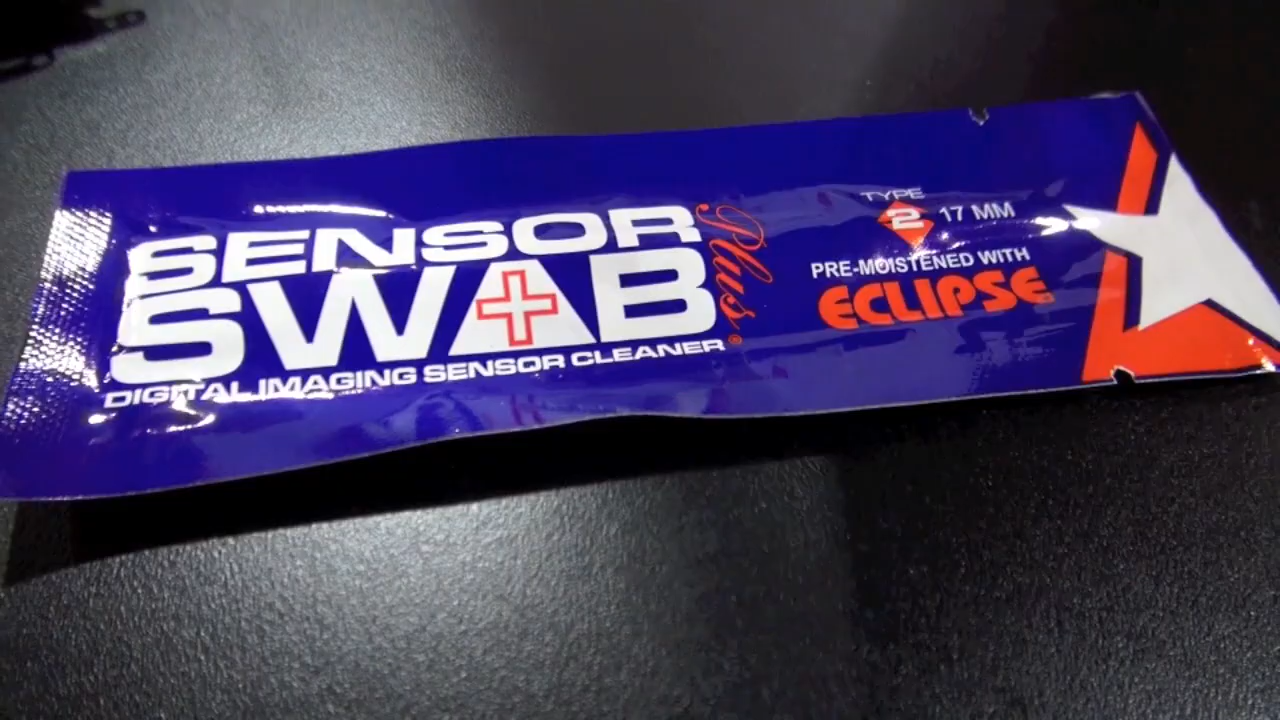 SENSOR
SWAB Plus®
DIGITAL IMAGING SENSOR CLEANER
TYPE
2 17 MM
PRE-MOISTENED WITH
ECLIPSE